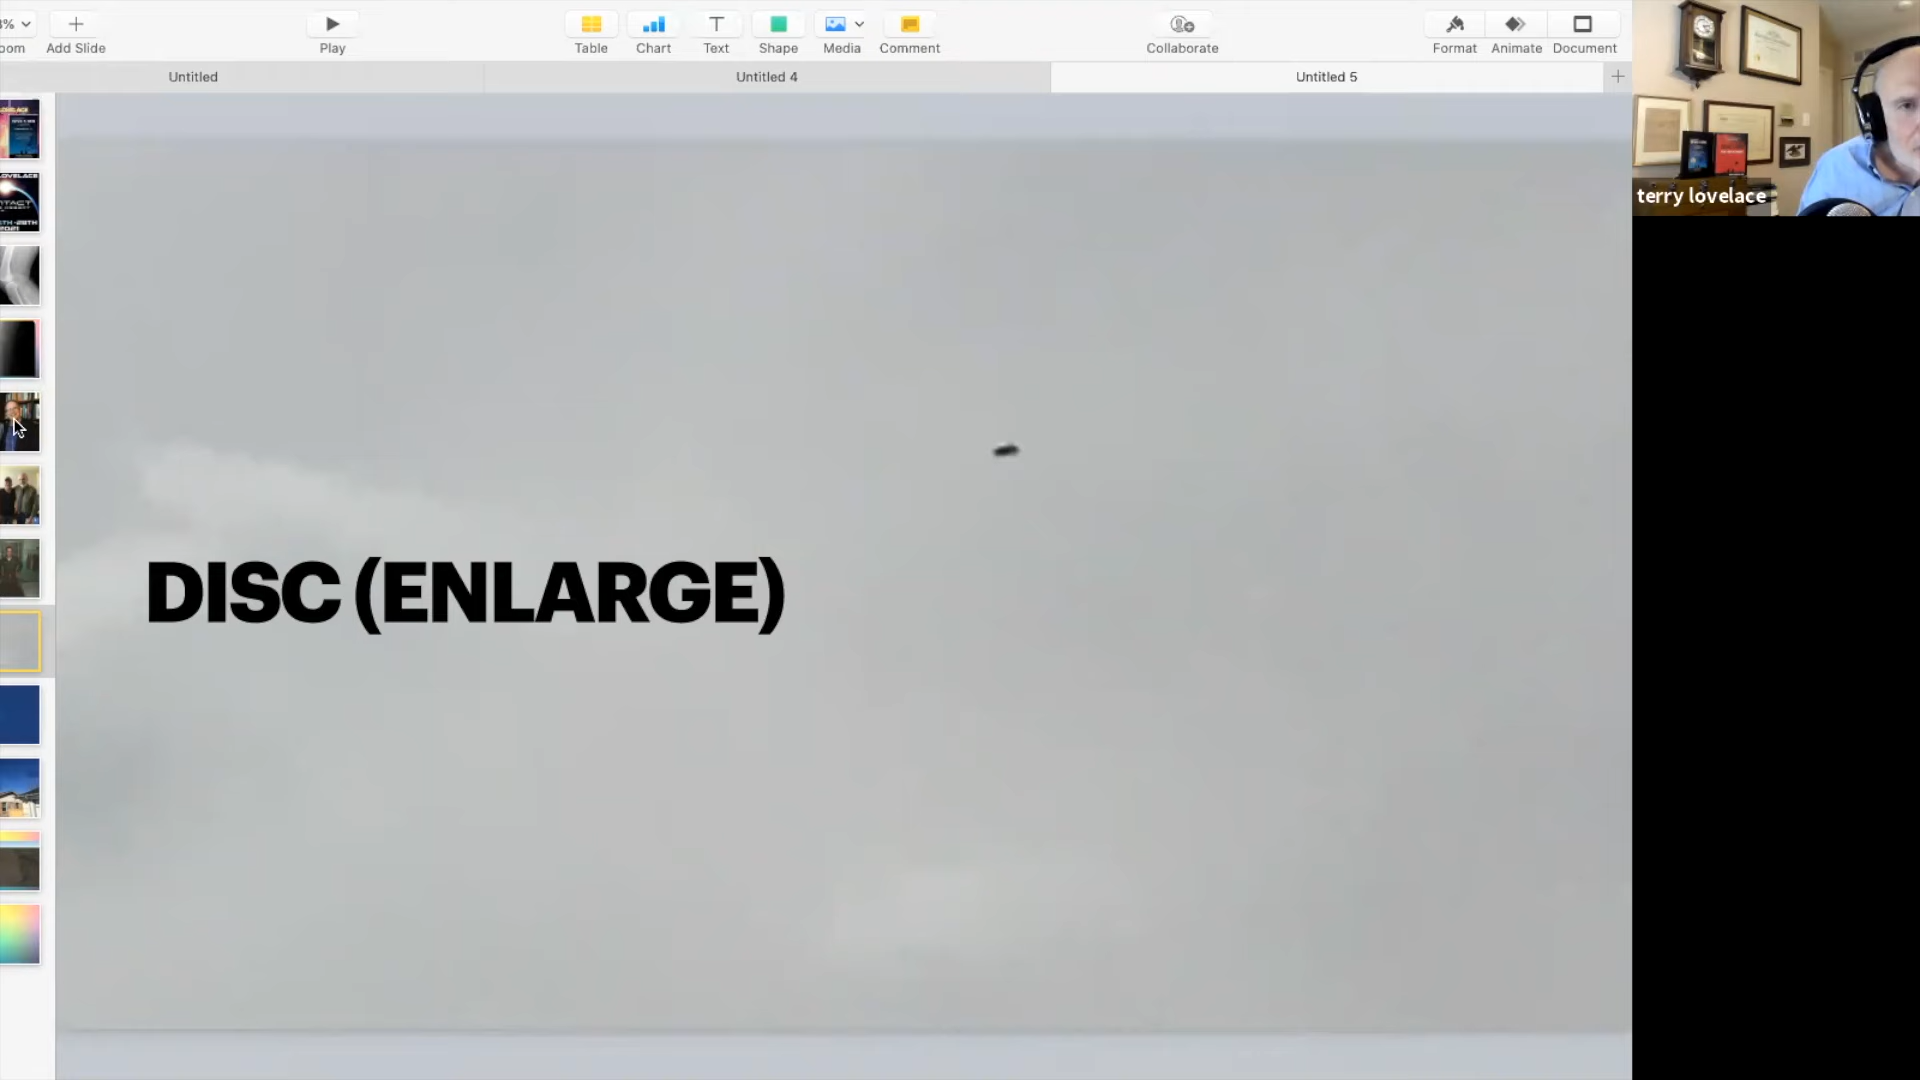 Add Slide
Play
Table
Chart
Text
Shape
Media
Comment
Collaborate
Format
Animate
Document
Untitled
Untitled 4
Untitled 5
DISC (ENLARGE)
terry lovelace